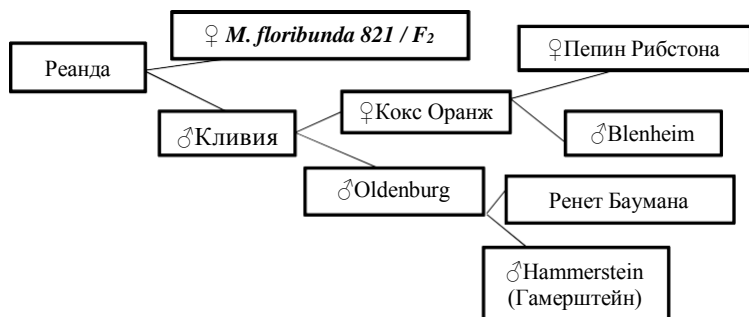 ♀ M. floribunda 821 / F₂
♀Пепин Рибстона
Реанда
♀Кокс Оранж
♂Кливия
♂Blenheim
♂Oldenburg
Ренет Баумана
♂Hammerstein
(Гамерштейн)